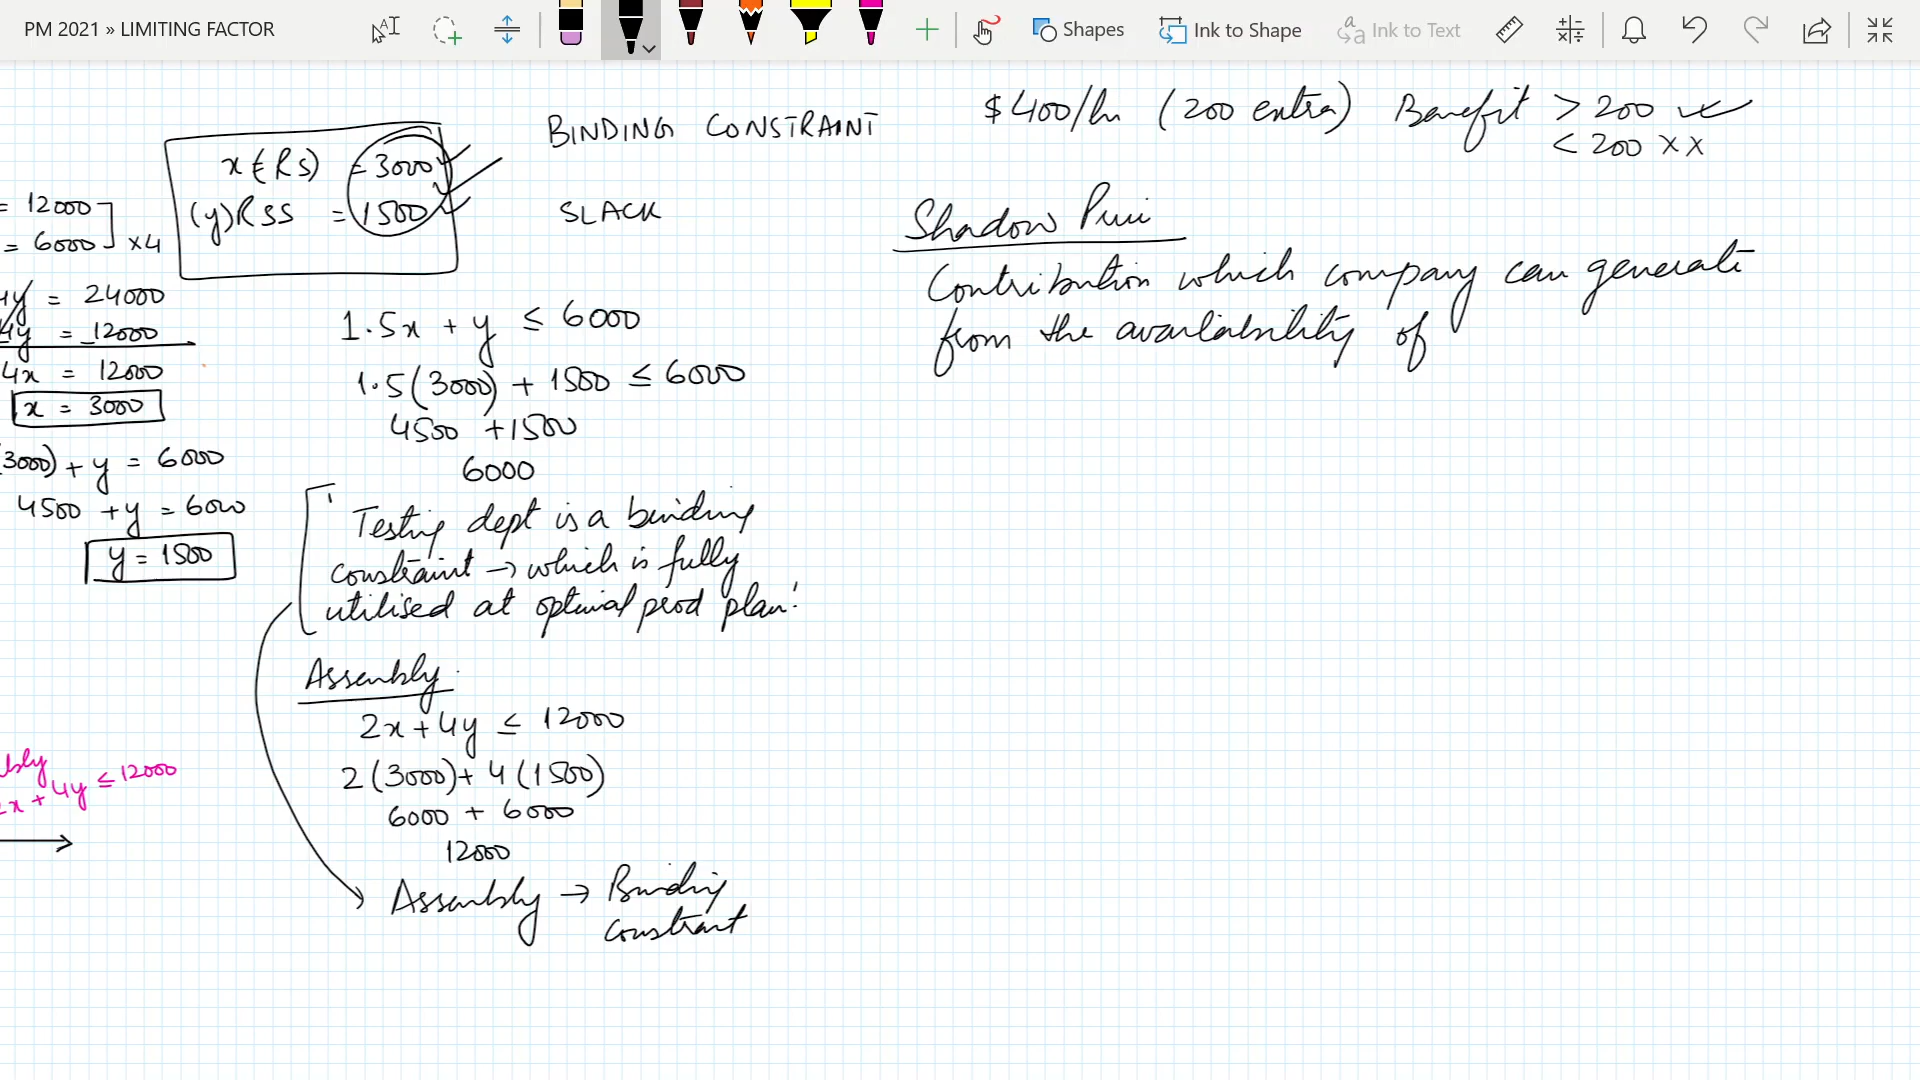 PM 2021 » LIMITING FACTOR
Shapes
Ink to Shape
Ink to Text
= 12000
= 6000 ×4
4y = 24000
4y = 12000
4x = 12000
x = 3000
(3000) + y = 6000
4500 + y = 6000
y = 1500
2x + 4y ≤ 12000
x (RS) = 3000
(y) RSS = 1500
BINDING CONSTRAINT
SLACK
1.5x + y ≤ 6000
1.5(3000) + 1500 ≤ 6000
4500 + 1500
6000
Testing dept is a binding
constraint → which is fully
utilised at optimal prod plan!
Assembly
2x + 4y ≤ 12000
2(3000) + 4(1500)
6000 + 6000
12000
Assembly → Binding
constraint
$400/hr (200 extra) Benefit > 200
< 200 x x
Shadow Price
Contribution which company can generate
from the availability of